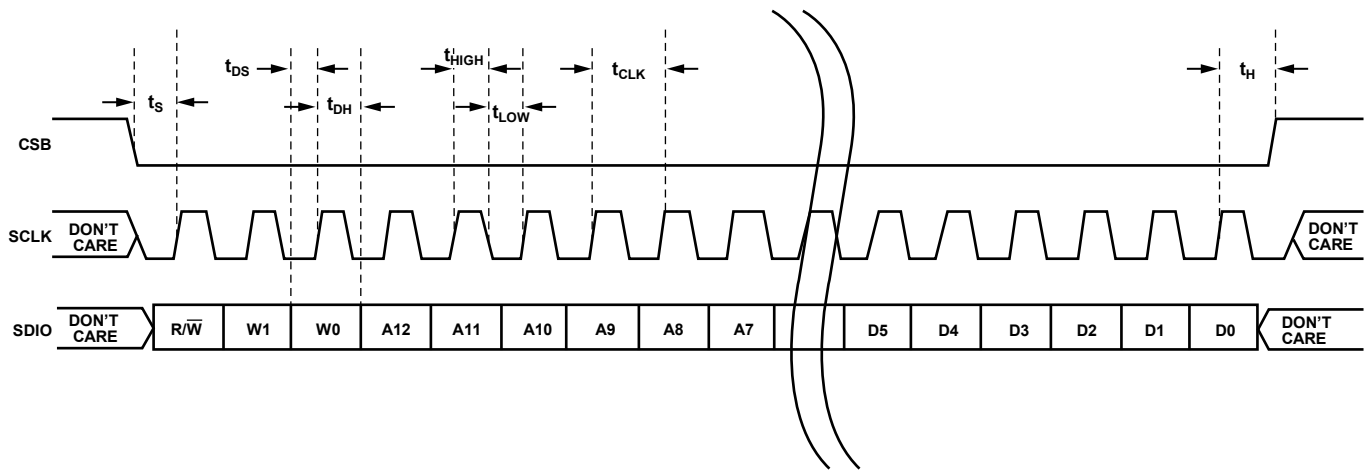 tDS
tHIGH
tCLK
tH
tS
tDH
tLOW
CSB
SCLK
DON'T
CARE
DON'T
CARE
SDIO
DON'T
CARE
R/W̅
W1
W0
A12
A11
A10
A9
A8
A7
D5
D4
D3
D2
D1
D0
DON'T
CARE